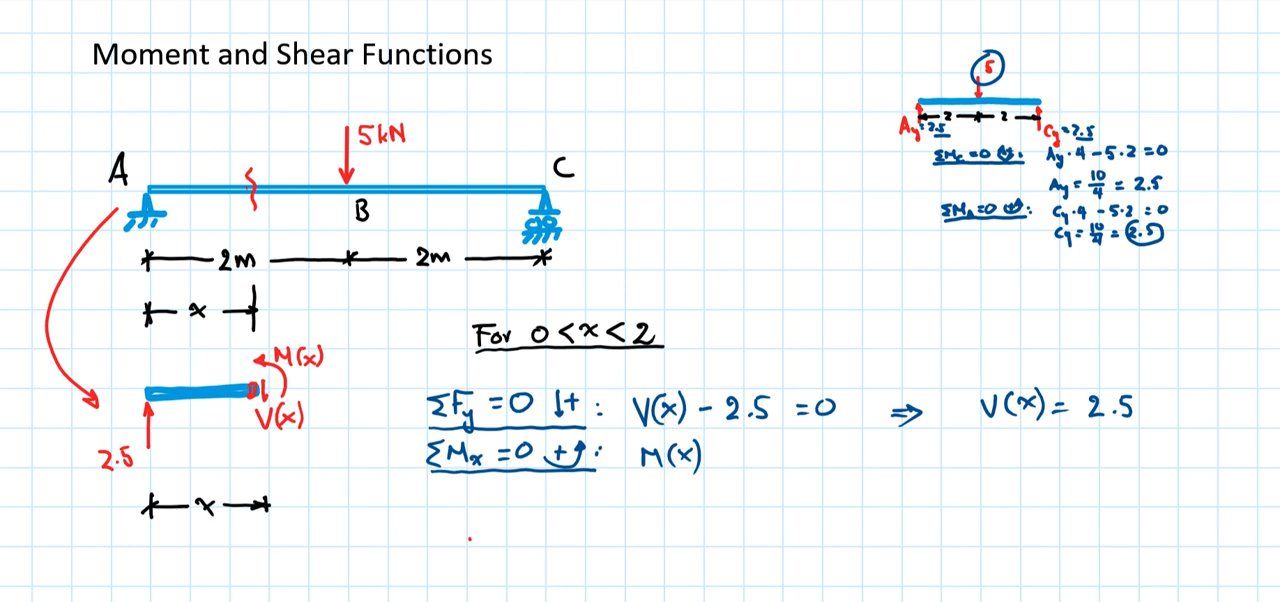 Moment and Shear Functions
5
2 2
Ay=2.5 Cy=2.5
ΣMc=0 : Ay·4-5·2=0
Ay=10/4=2.5
ΣMA=0 : Cy·4-5·2=0
Cy=10/4=2.5
5kN
A C
B
2m 2m
x
For 0<x<2
M(x)
V(x)
2.5
x
ΣFy=0 ↓+: V(x)-2.5=0 ⇒ V(x)=2.5
ΣMx=0 +: M(x)